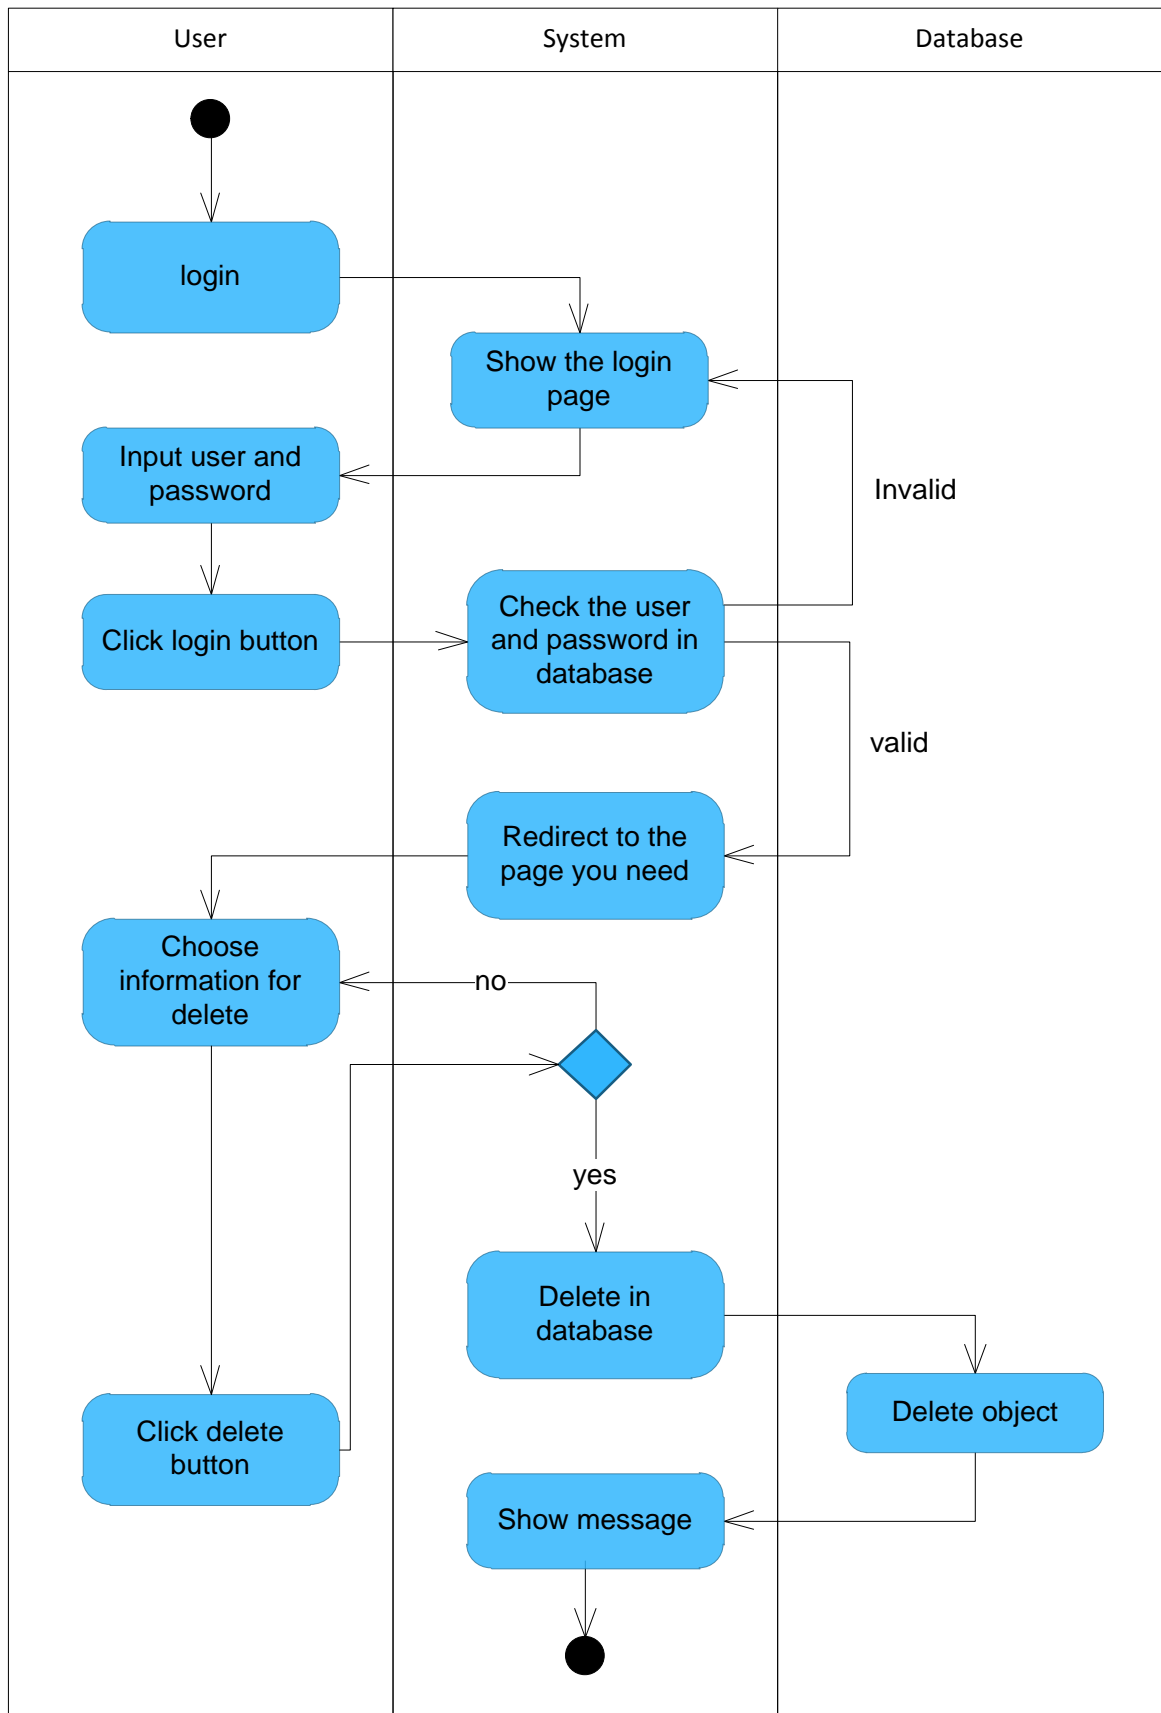 User
System
Database
login
Show the login
page
Input user and
password
Invalid
Click login button
Check the user
and password in
database
valid
Redirect to the
page you need
Choose
information for
delete
no
yes
Delete in
database
Delete object
Click delete
button
Show message